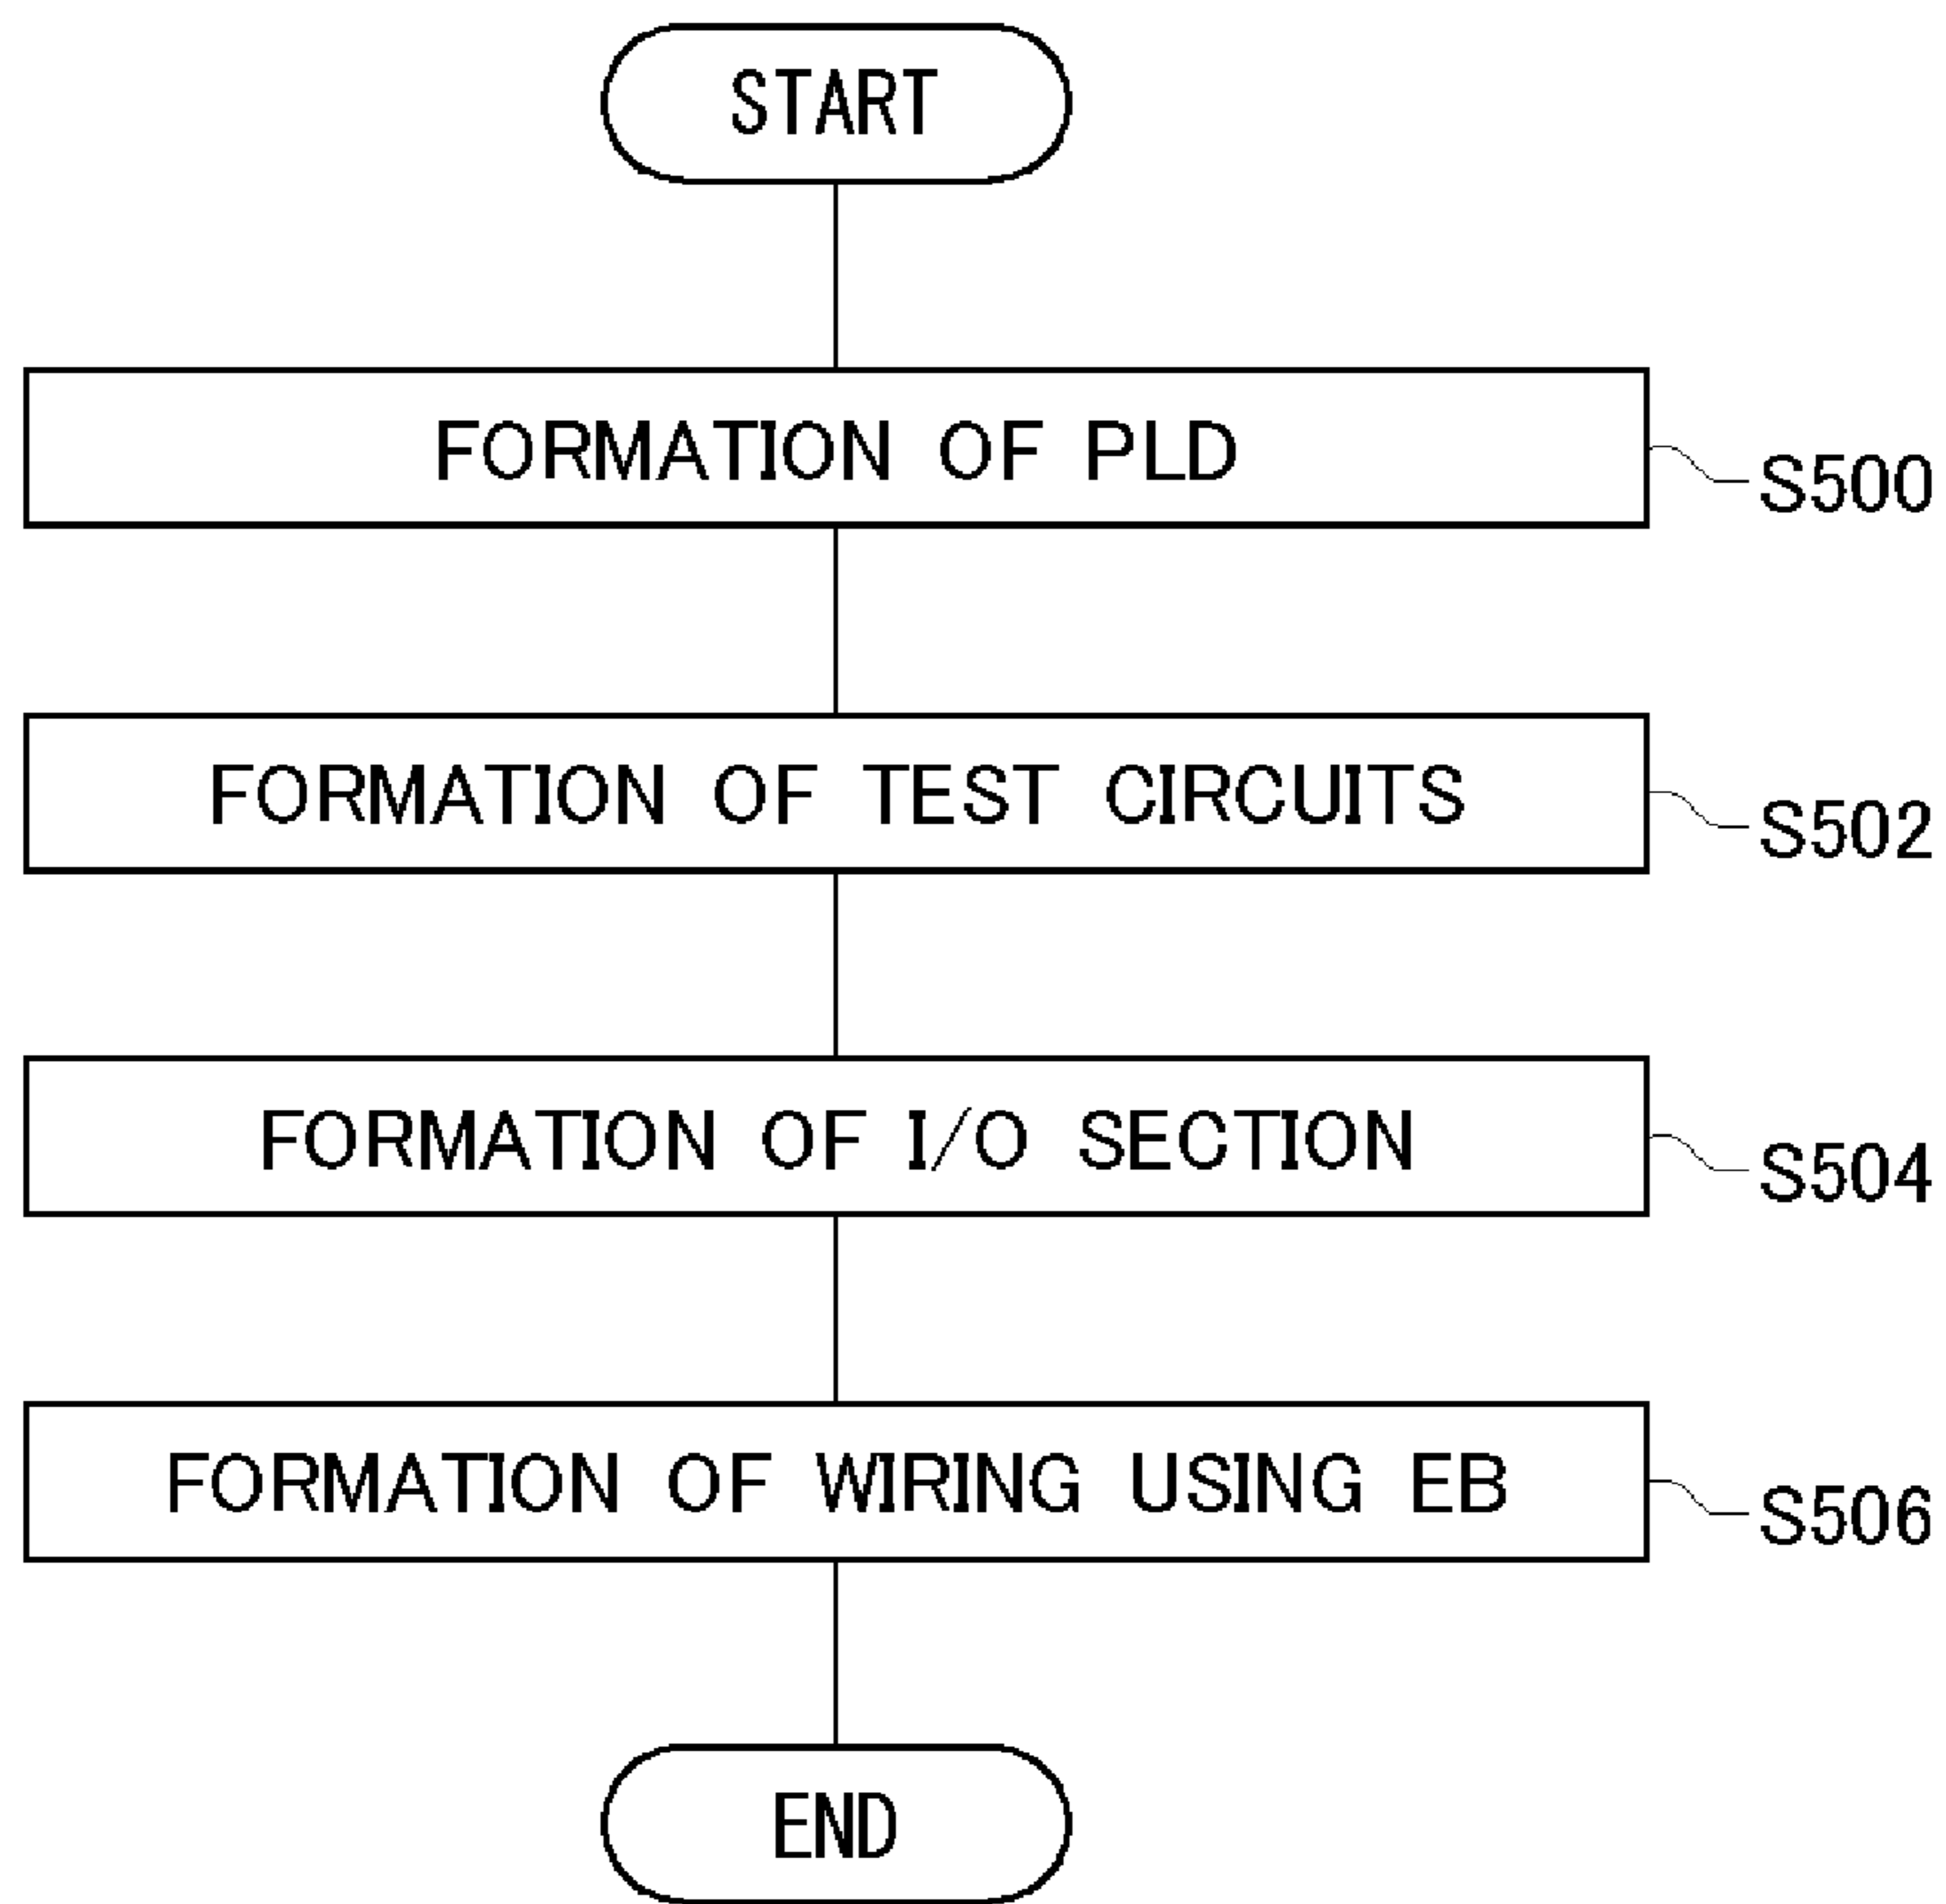 START
FORMATION OF PLD
S500
FORMATION OF TEST CIRCUITS
S502
FORMATION OF I/O SECTION
S504
FORMATION OF WIRING USING EB
S506
END